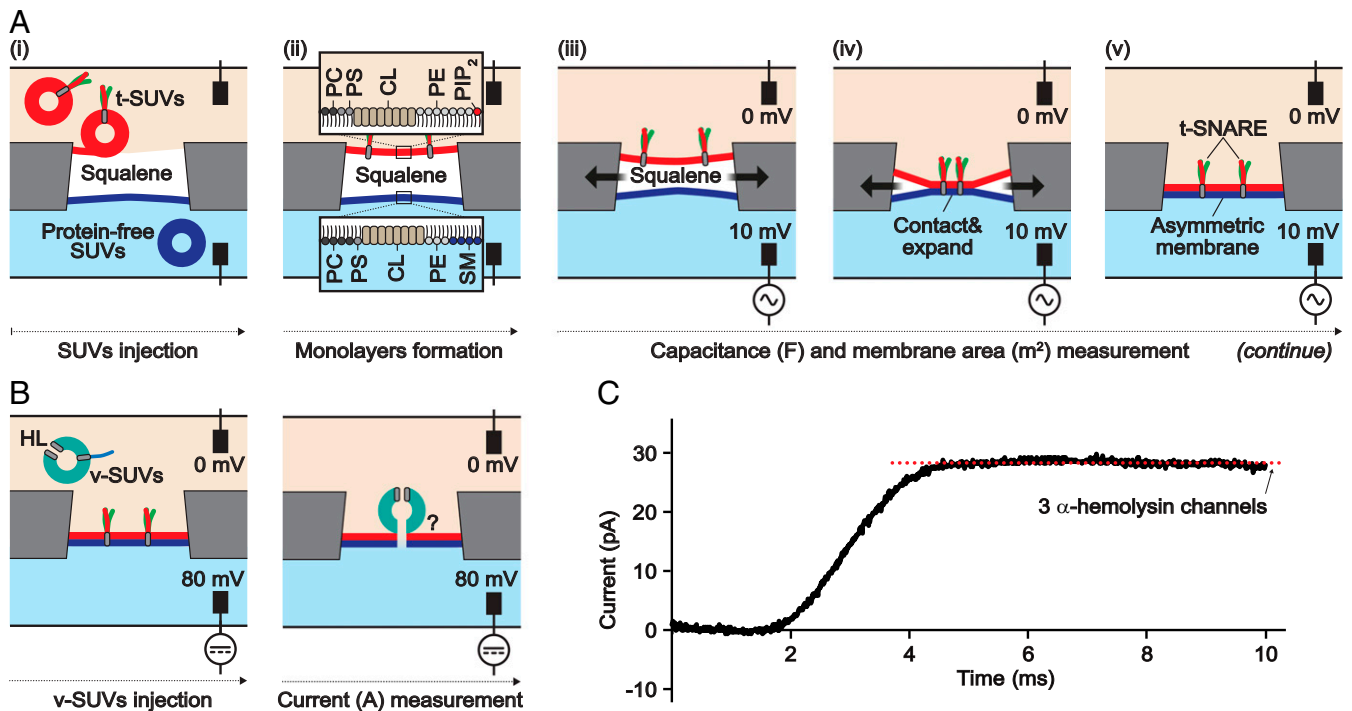 A
(i)
t-SUVs
Squalene
Protein-free
SUVs
SUVs injection
(ii)
PC
PS
CL
PE
PIP2
Squalene
PC
PS
CL
PE
SM
Monolayers formation
(iii)
0 mV
Squalene
10 mV
(iv)
0 mV
Contact&
expand
10 mV
(v)
0 mV
t-SNARE
Asymmetric
membrane
10 mV
Capacitance (F) and membrane area (m²) measurement
(continue)
B
HL
v-SUVs
0 mV
80 mV
v-SUVs injection
0 mV
?
80 mV
Current (A) measurement
C
Current (pA)
30
20
10
0
-10
3 α-hemolysin channels
2
4
6
8
10
Time (ms)